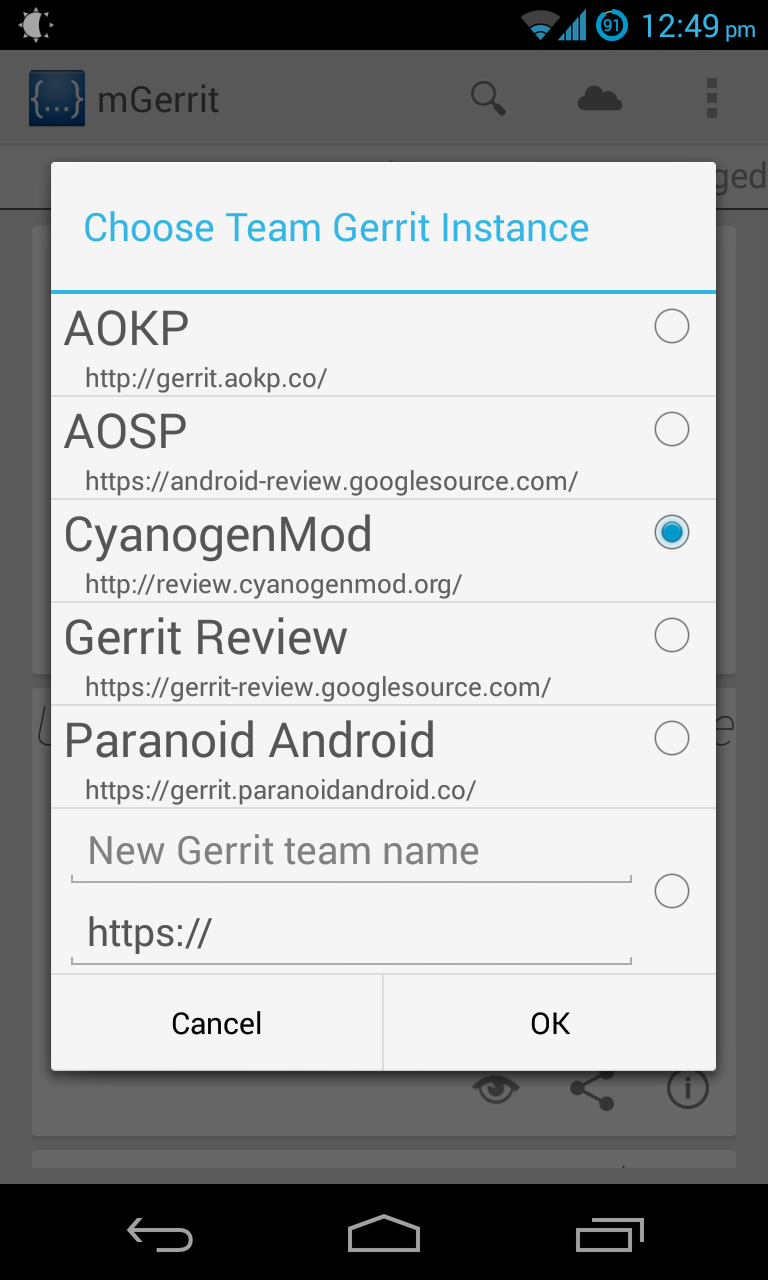 91 12:49 pm
{...} mGerrit
ged
Choose Team Gerrit Instance
AOKP
http://gerrit.aokp.co/
AOSP
https://android-review.googlesource.com/
CyanogenMod
http://review.cyanogenmod.org/
Gerrit Review
https://gerrit-review.googlesource.com/
Paranoid Android
https://gerrit.paranoidandroid.co/
New Gerrit team name
https://
Cancel OK